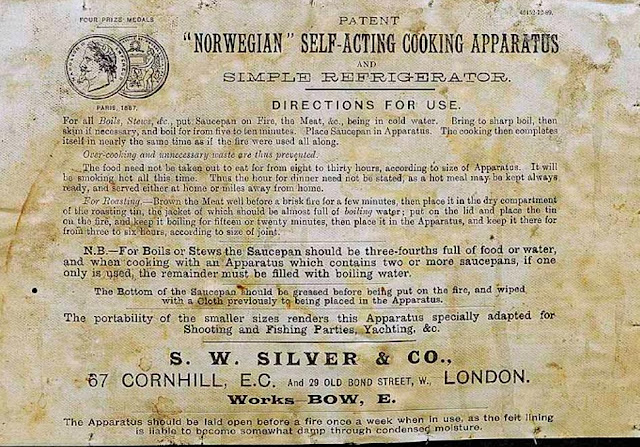 FOUR PRIZE MEDALS
PARIS, 1867.
40152-12-89.
PATENT
"NORWEGIAN" SELF-ACTING COOKING APPARATUS
AND
SIMPLE REFRIGERATOR.
DIRECTIONS FOR USE.
For all Boils, Stews, &c., put Saucepan on Fire, the Meat, &c., being in cold water. Bring to sharp boil, then
skim if necessary, and boil for from five to ten minutes. Place Saucepan in Apparatus. The cooking then completes
itself in nearly the same time as if the fire were used all along.
Over-cooking and unnecessary waste are thus prevented.
The food need not be taken out to eat for from eight to thirty hours, according to size of Apparatus. It will
be smoking hot all this time. Thus the hour for dinner need not be stated, as a hot meal may be kept always
ready, and served either at home or miles away from home.
For Roasting.—Brown the Meat well before a brisk fire for a few minutes, then place it in the dry compartment
of the roasting tin, the jacket of which should be almost full of boiling water; put on the lid and place the tin
on the fire, and keep it boiling for fifteen or twenty minutes, then place it in the Apparatus, and keep it there for
from three to six hours, according to size of joint.
N.B.—For Boils or Stews the Saucepan should be three-fourths full of food or water,
and when cooking with an Apparatus which contains two or more saucepans, if one
only is used, the remainder must be filled with boiling water.
The Bottom of the Saucepan should be greased before being put on the fire, and wiped
with a Cloth previously to being placed in the Apparatus.
The portability of the smaller sizes renders this Apparatus specially adapted for
Shooting and Fishing Parties, Yachting, &c.
S. W. SILVER & CO.,
67 CORNHILL, E.C. And 29 OLD BOND STREET, W., LONDON.
Works—BOW, E.
The Apparatus should be laid open before a fire once a week when in use, as the felt lining
is liable to become somewhat damp through condensed moisture.